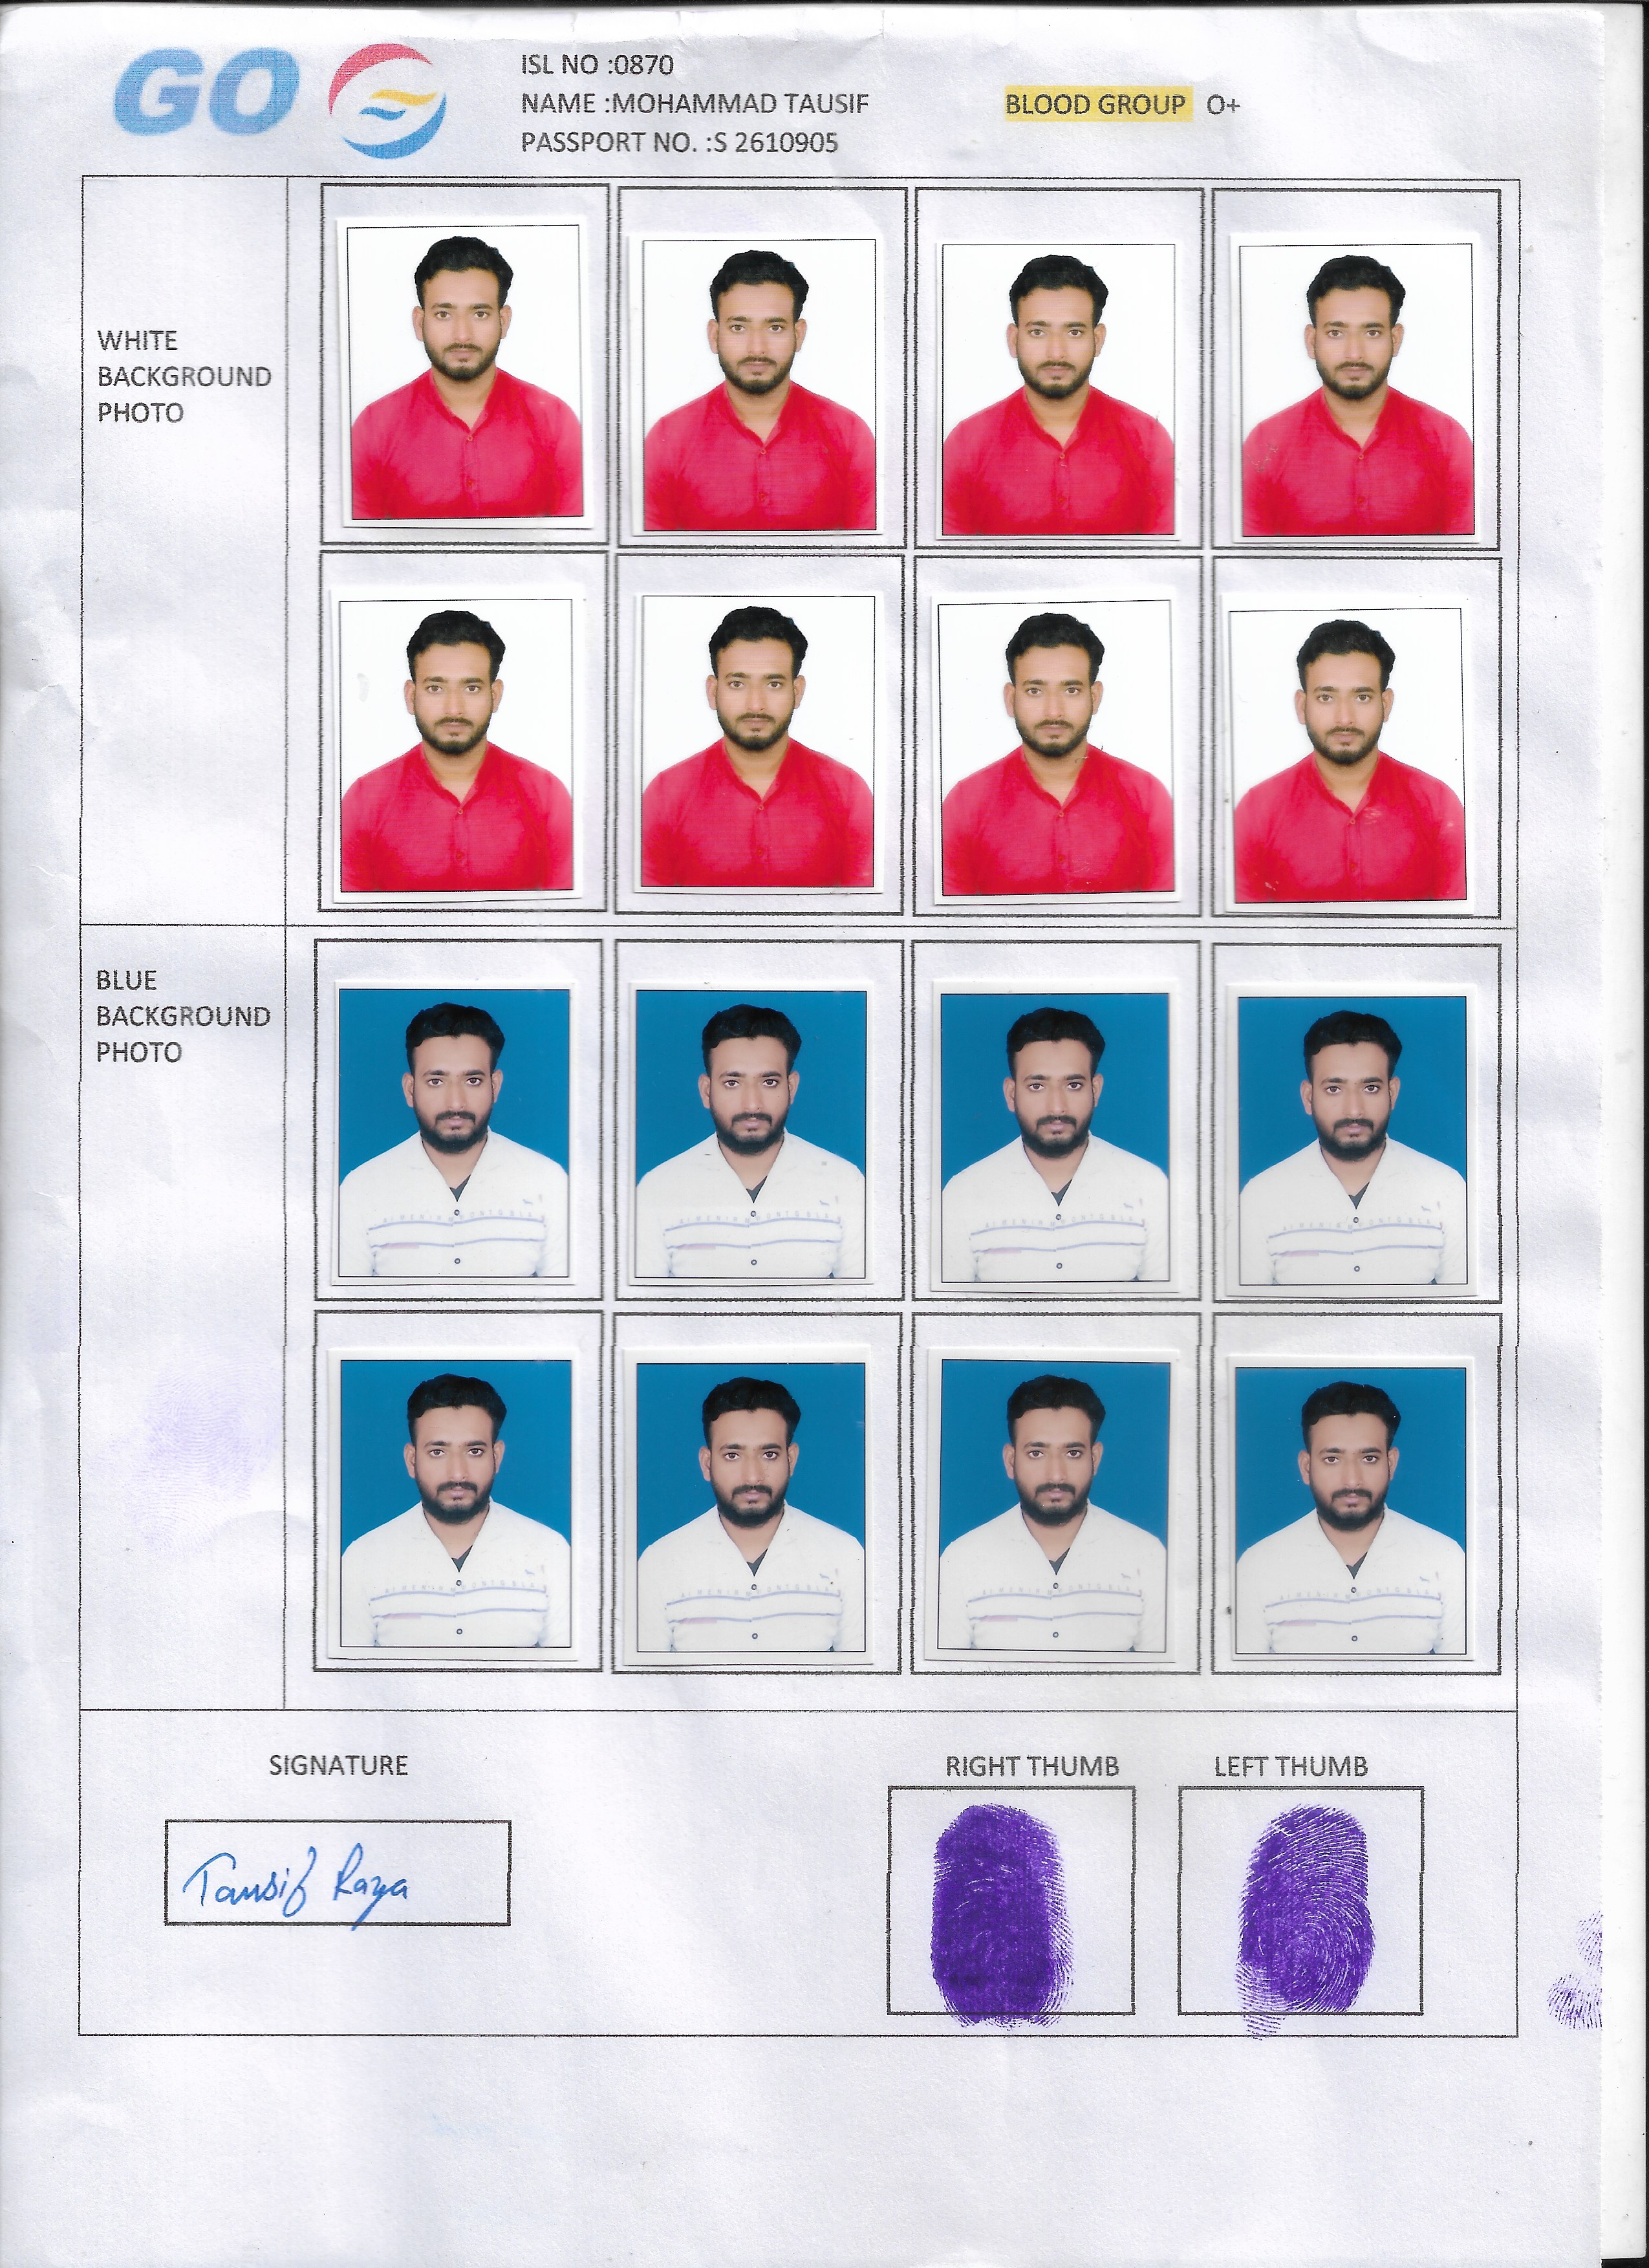 GO
ISL NO :0870
NAME :MOHAMMAD TAUSIF
BLOOD GROUP O+
PASSPORT NO. :S 2610905
WHITE
BACKGROUND
PHOTO
BLUE
BACKGROUND
PHOTO
SIGNATURE
RIGHT THUMB
LEFT THUMB
Tausif Raza